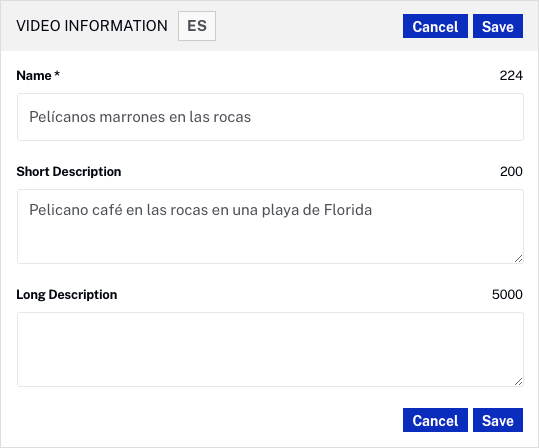 VIDEO INFORMATION ES Cancel Save
Name * 224
Pelícanos marrones en las rocas
Short Description 200
Pelicano café en las rocas en una playa de Florida
Long Description 5000
Cancel Save